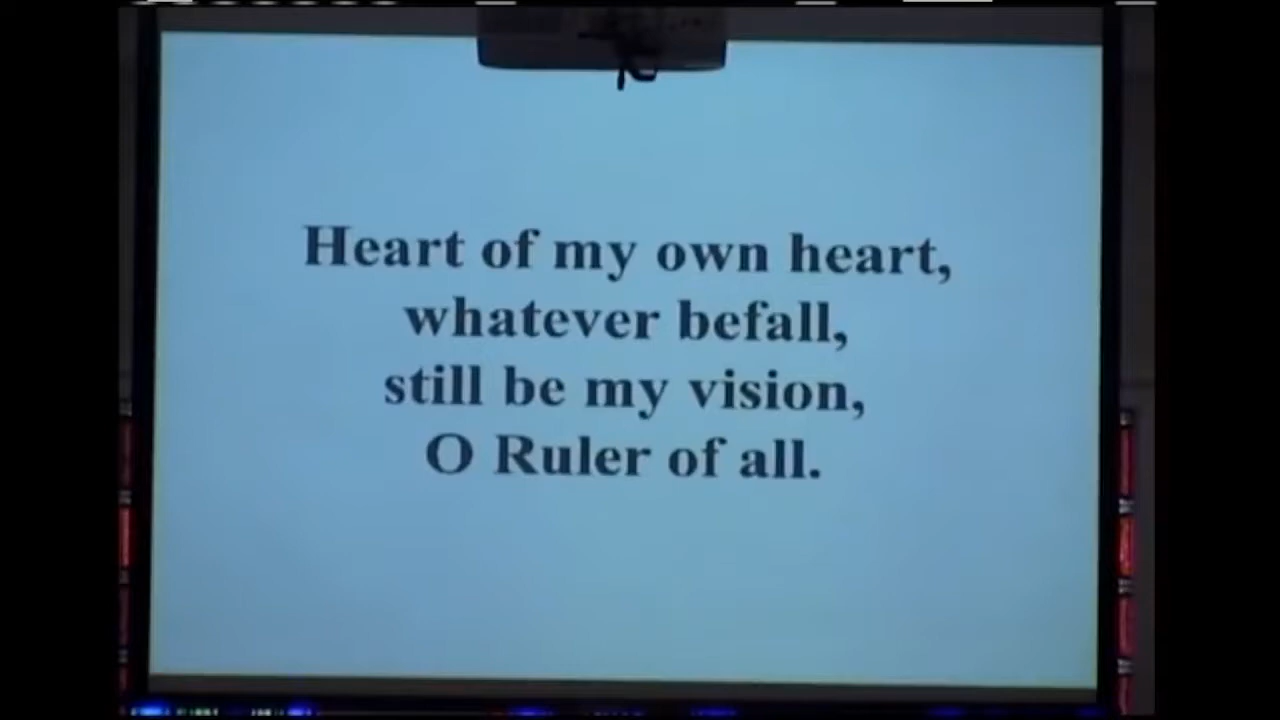 Heart of my own heart,
whatever befall,
still be my vision,
O Ruler of all.